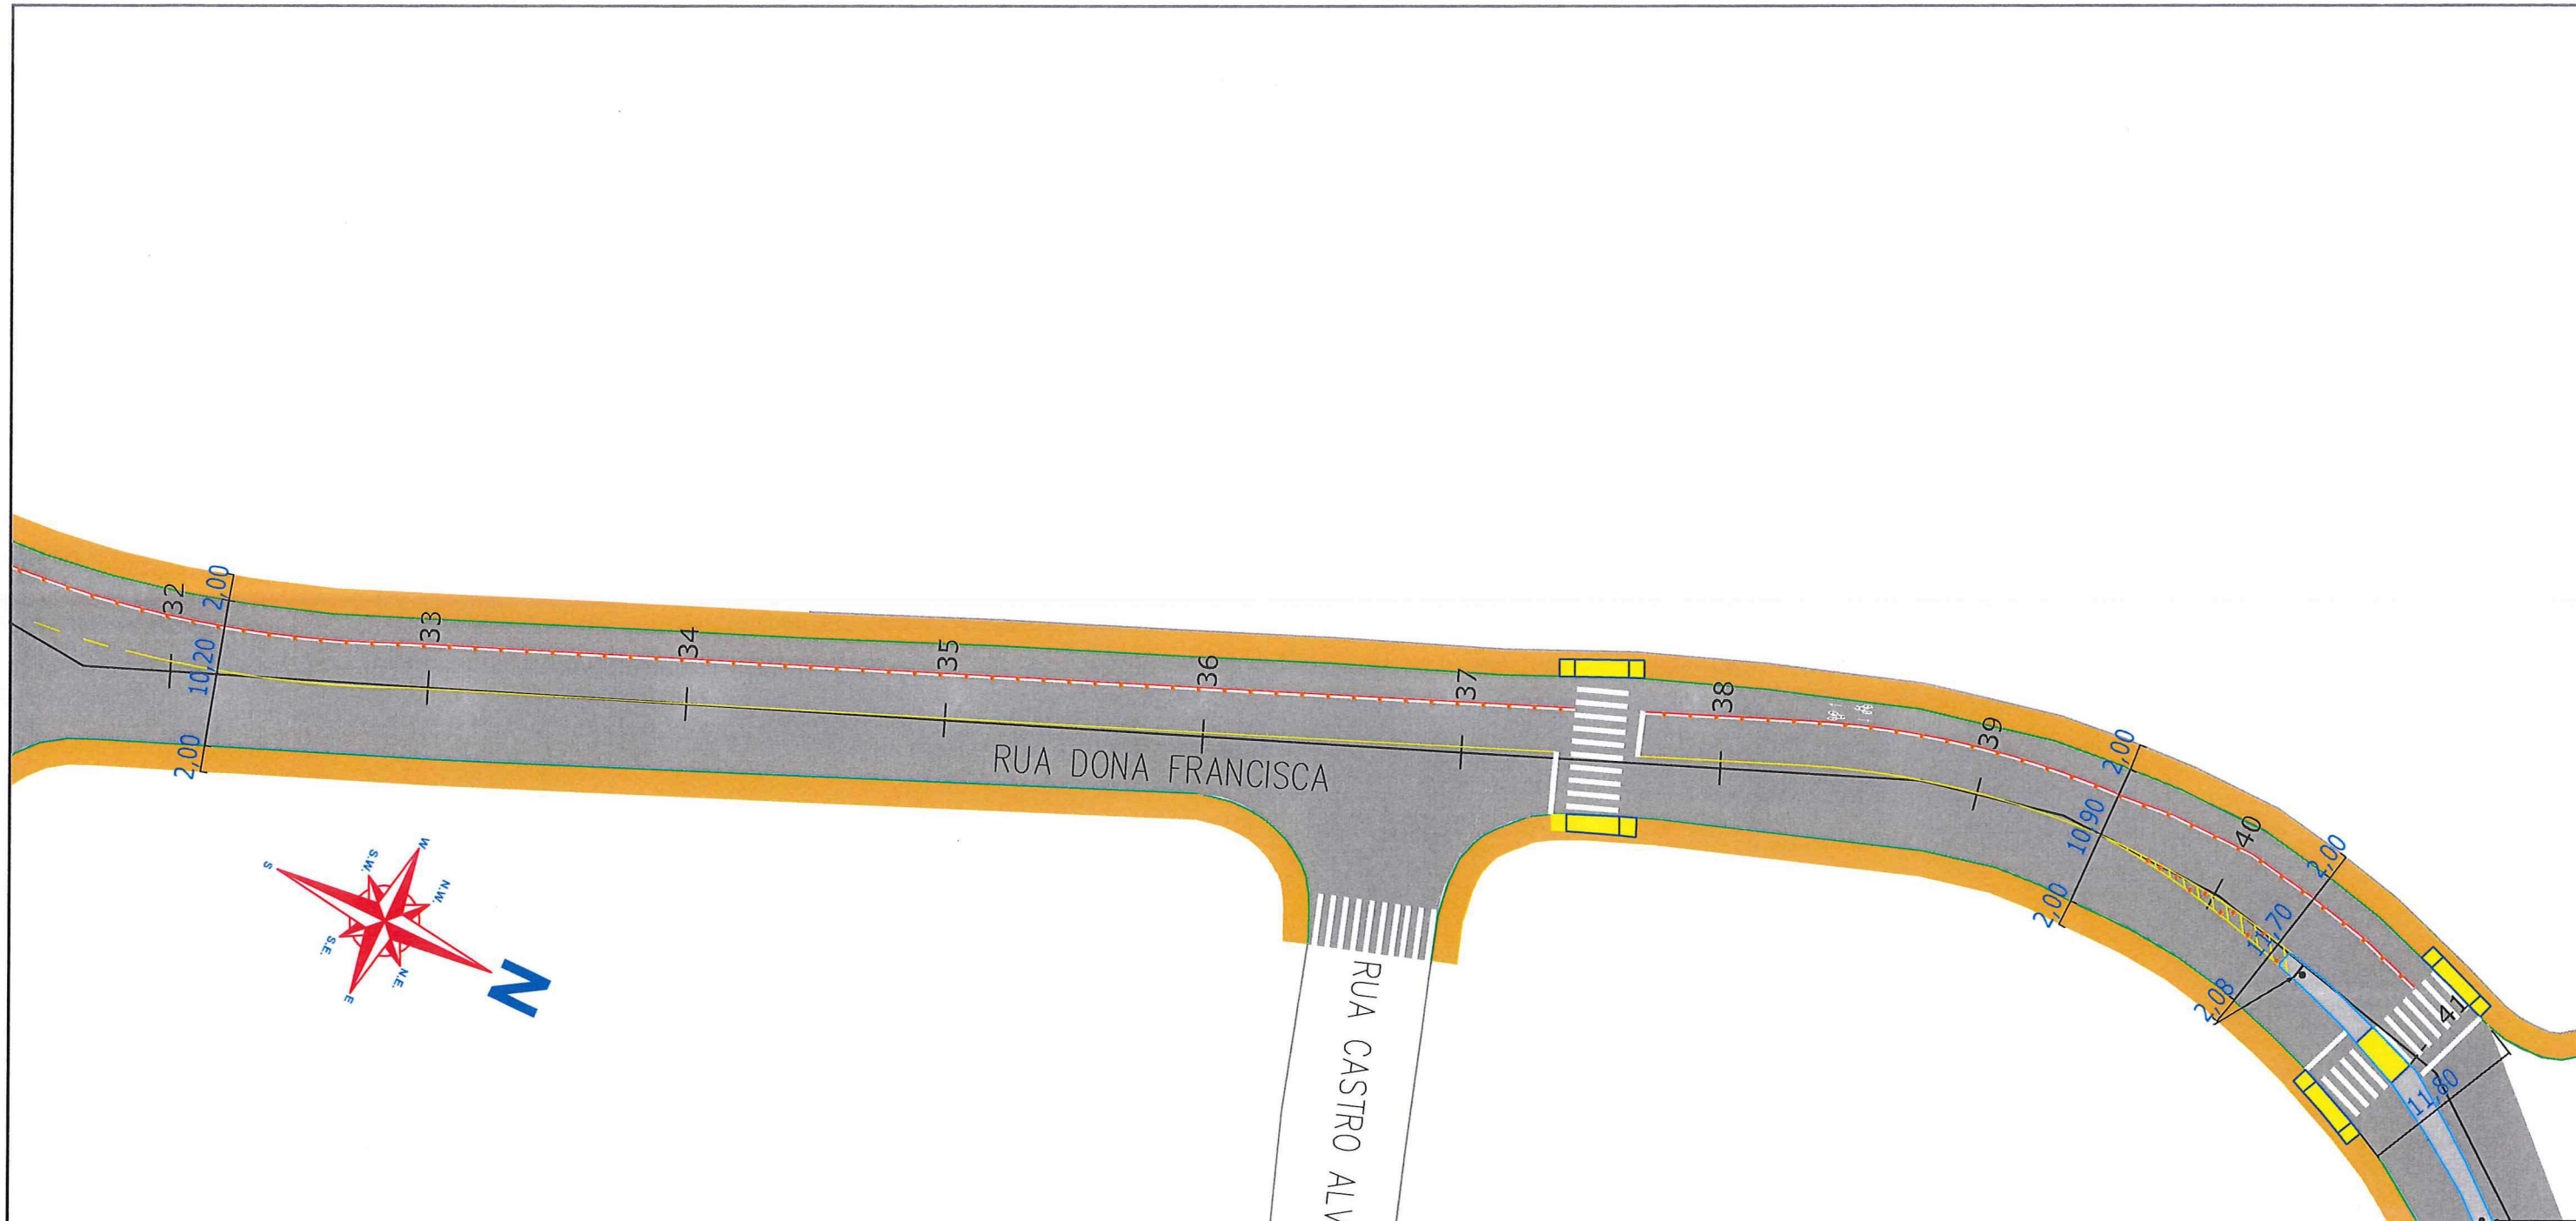 32
2,00
10,20
2,00
33
34
35
36
37
38
39
2,00
10,90
2,00
40
2,00
11,70
2,08
41
11,80
RUA DONA FRANCISCA
RUA CASTRO ALV
W
N.W.
S.W.
S
S.E.
N.E.
E
N